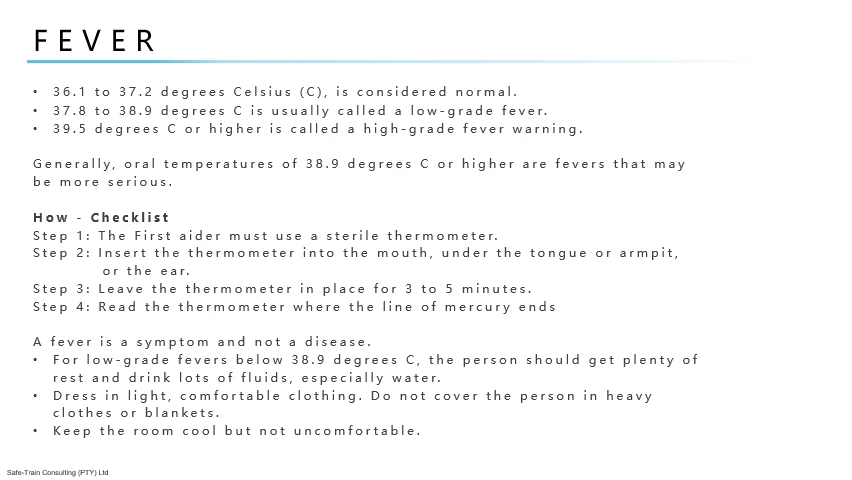 FEVER
• 36.1 to 37.2 degrees Celsius (C), is considered normal.
• 37.8 to 38.9 degrees C is usually called a low-grade fever.
• 39.5 degrees C or higher is called a high-grade fever warning.
Generally, oral temperatures of 38.9 degrees C or higher are fevers that may
be more serious.
How - Checklist
Step 1: The First aider must use a sterile thermometer.
Step 2: Insert the thermometer into the mouth, under the tongue or armpit,
or the ear.
Step 3: Leave the thermometer in place for 3 to 5 minutes.
Step 4: Read the thermometer where the line of mercury ends
A fever is a symptom and not a disease.
• For low-grade fevers below 38.9 degrees C, the person should get plenty of
rest and drink lots of fluids, especially water.
• Dress in light, comfortable clothing. Do not cover the person in heavy
clothes or blankets.
• Keep the room cool but not uncomfortable.
Safe-Train Consulting (PTY) Ltd